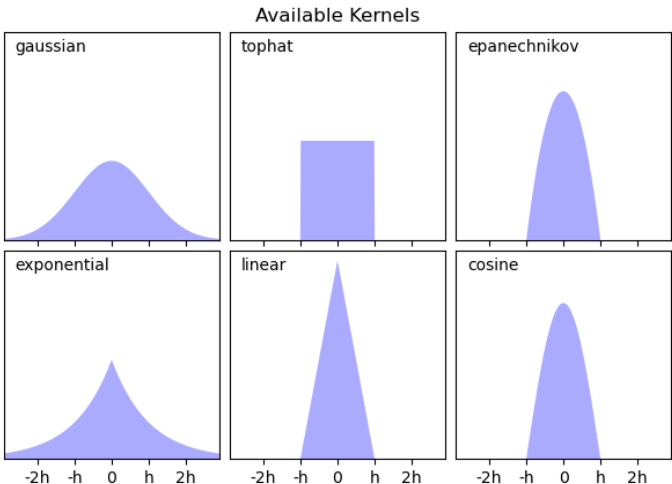 Available Kernels
gaussian
tophat
epanechnikov
exponential
linear
cosine
-2h -h 0 h 2h
-2h -h 0 h 2h
-2h -h 0 h 2h